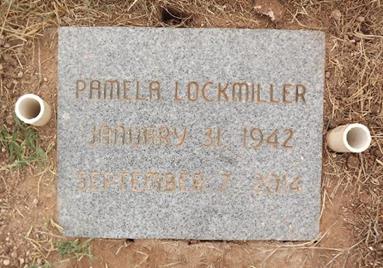 PAMELA LOCKMILLER
JANUARY 31, 1942
SEPTEMBER 7, 2014